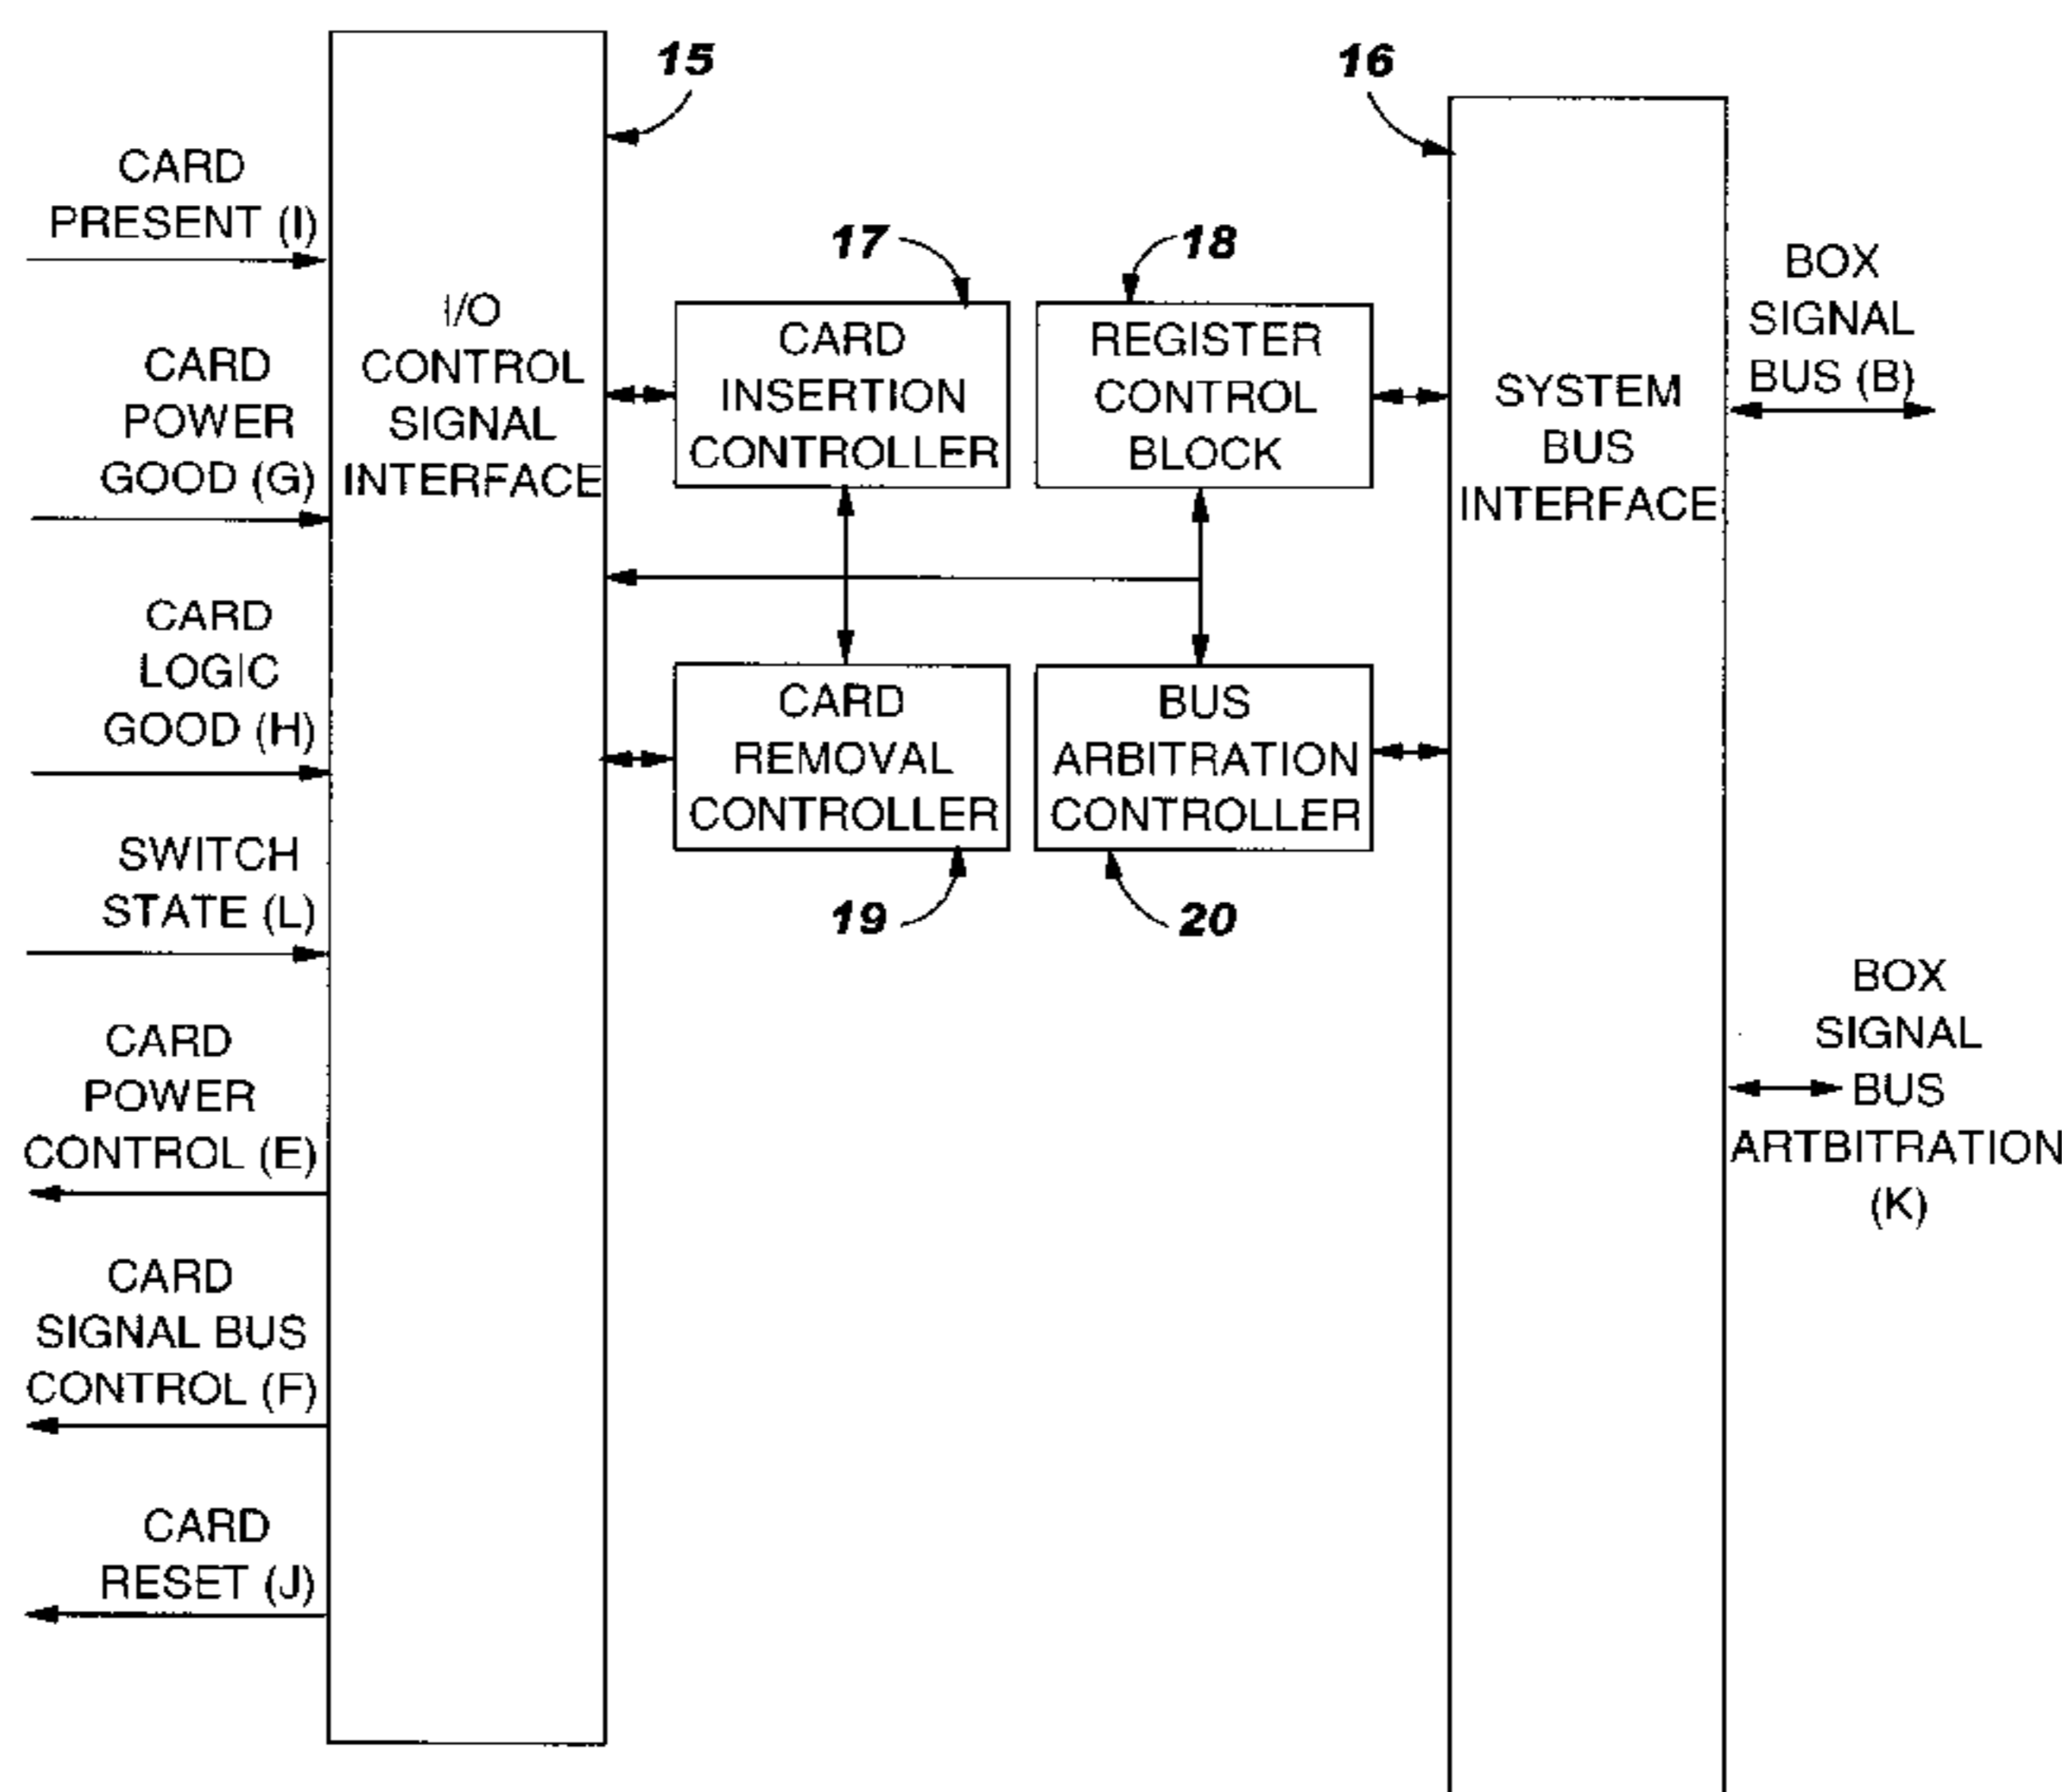 15
16
CARD
PRESENT (I)
CARD
POWER
GOOD (G)
CARD
LOGIC
GOOD (H)
SWITCH
STATE (L)
CARD
POWER
CONTROL (E)
CARD
SIGNAL BUS
CONTROL (F)
CARD
RESET (J)
I/O
CONTROL
SIGNAL
INTERFACE
17
CARD
INSERTION
CONTROLLER
18
REGISTER
CONTROL
BLOCK
CARD
REMOVAL
CONTROLLER
19
BUS
ARBITRATION
CONTROLLER
20
SYSTEM
BUS
INTERFACE
BOX
SIGNAL
BUS (B)
BOX
SIGNAL
BUS
ARTBITRATION
(K)